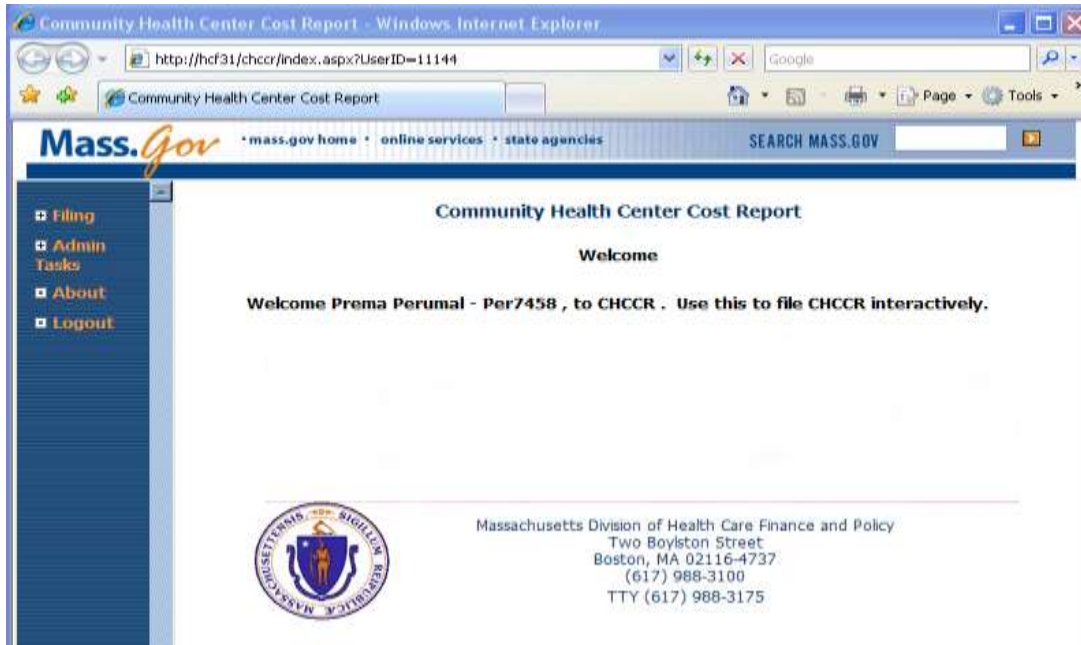 Community Health Center Cost Report - Windows Internet Explorer
http://hcf31/chccr/index.aspx?UserID=11144
Google
Community Health Center Cost Report
Page
Tools
Mass.Gov
mass.gov home
online services
state agencies
SEARCH MASS.GOV
Filing
Admin
Tasks
About
Logout
Community Health Center Cost Report
Welcome
Welcome Prema Perumal - Per7458 , to CHCCR . Use this to file CHCCR interactively.
Massachusetts Division of Health Care Finance and Policy
Two Boylston Street
Boston, MA 02116-4737
(617) 988-3100
TTY (617) 988-3175